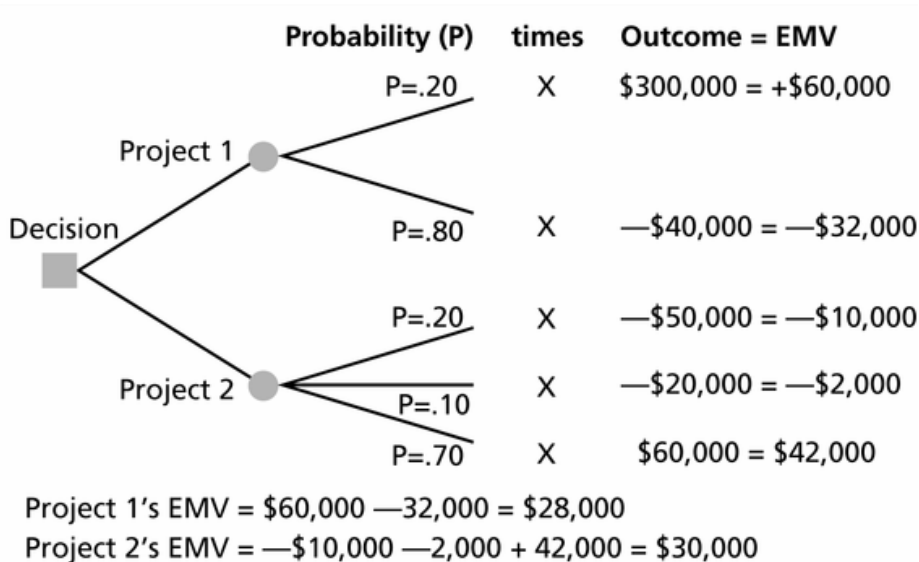 Probability (P) times Outcome = EMV
P=.20 X $300,000 = +$60,000
Project 1
P=.80 X —$40,000 = —$32,000
Decision
P=.20 X —$50,000 = —$10,000
Project 2
P=.10 X —$20,000 = —$2,000
P=.70 X $60,000 = $42,000
Project 1's EMV = $60,000 —32,000 = $28,000
Project 2's EMV = —$10,000 —2,000 + 42,000 = $30,000